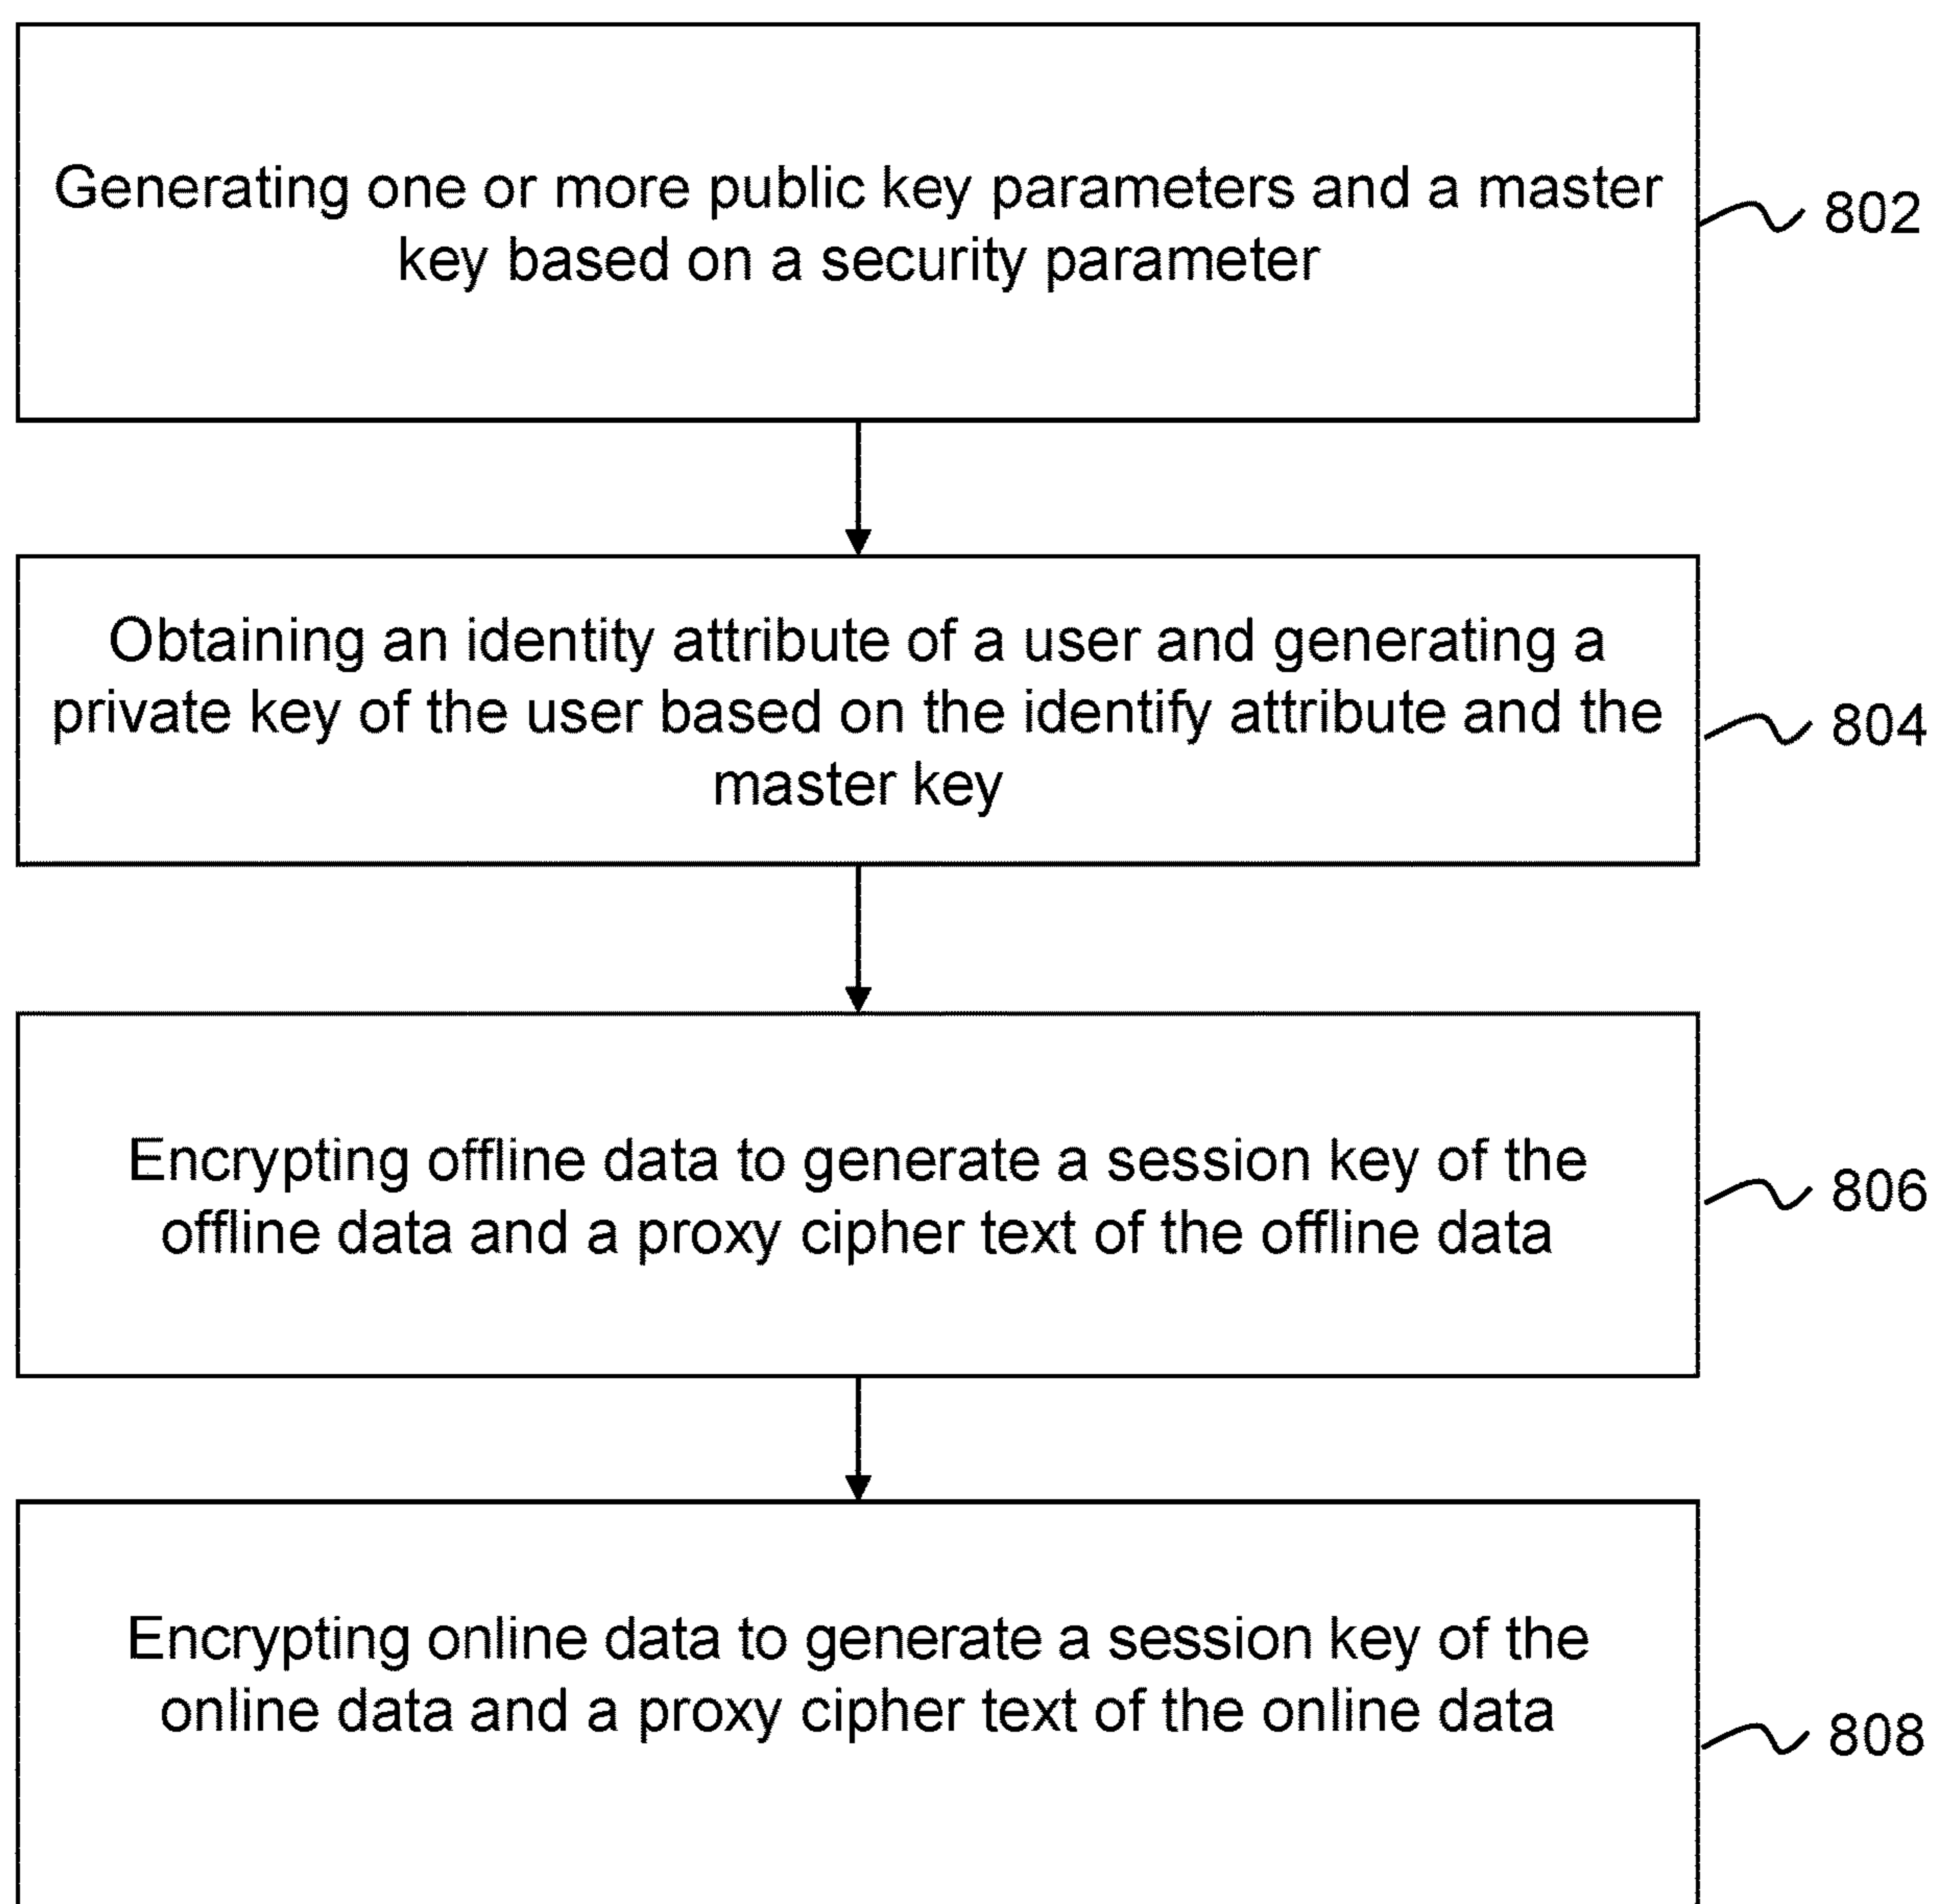 Generating one or more public key parameters and a master
key based on a security parameter
802
Obtaining an identity attribute of a user and generating a
private key of the user based on the identify attribute and the
master key
804
Encrypting offline data to generate a session key of the
offline data and a proxy cipher text of the offline data
806
Encrypting online data to generate a session key of the
online data and a proxy cipher text of the online data
808